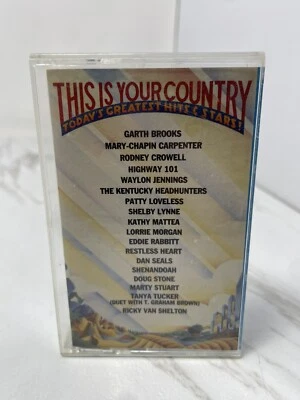 THIS IS YOUR COUNTRY
TODAY'S GREATEST HITS & STARS!
GARTH BROOKS
MARY-CHAPIN CARPENTER
RODNEY CROWELL
HIGHWAY 101
WAYLON JENNINGS
THE KENTUCKY HEADHUNTERS
PATTY LOVELESS
SHELBY LYNNE
KATHY MATTEA
LORRIE MORGAN
EDDIE RABBITT
RESTLESS HEART
DAN SEALS
SHENANDOAH
DOUG STONE
MARTY STUART
TANYA TUCKER
(DUET WITH T. GRAHAM BROWN)
RICKY VAN SHELTON